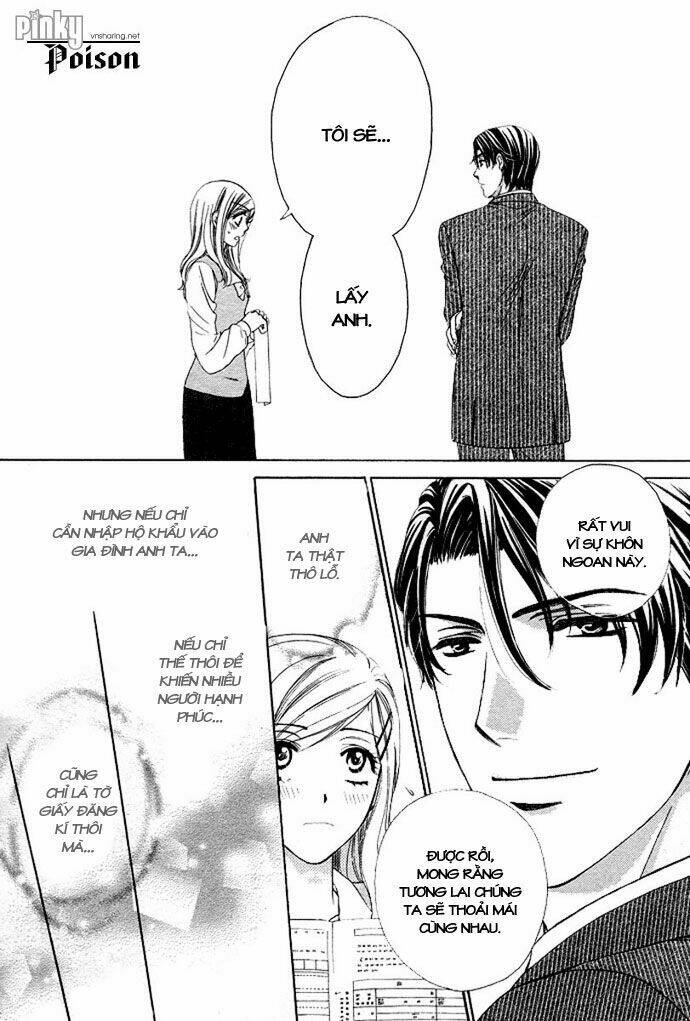 Pinky
vnsharing.net
Poison
TÔI SẼ...
LẤY
ANH.
RẤT VUI
VÌ SỰ KHÔN
NGOAN NÀY.
ANH
TA THẬT
THÔ LỖ.
NHƯNG NẾU CHỈ
CẦN NHẬP HỘ KHẨU VÀO
GIA ĐÌNH ANH TA...
NẾU CHỈ
THẾ THÔI ĐỂ
KHIẾN NHIỀU
NGƯỜI HẠNH
PHÚC...
CŨNG
CHỈ LÀ TỜ
GIẤY ĐĂNG
KÍ THÔI
MÀ...
ĐƯỢC RỒI,
MONG RẰNG
TƯƠNG LAI CHÚNG
TA SẼ THOẢI MÁI
CÙNG NHAU.